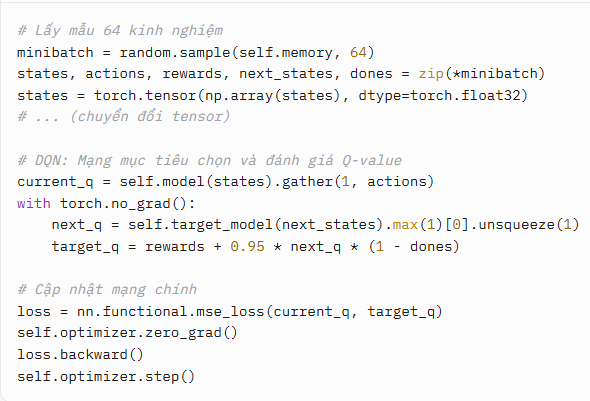 # Lấy mẫu 64 kinh nghiệm
minibatch = random.sample(self.memory, 64)
states, actions, rewards, next_states, dones = zip(*minibatch)
states = torch.tensor(np.array(states), dtype=torch.float32)
# ... (chuyển đổi tensor)
# DQN: Mạng mục tiêu chọn và đánh giá Q-value
current_q = self.model(states).gather(1, actions)
with torch.no_grad():
    next_q = self.target_model(next_states).max(1)[0].unsqueeze(1)
    target_q = rewards + 0.95 * next_q * (1 - dones)
# Cập nhật mạng chính
loss = nn.functional.mse_loss(current_q, target_q)
self.optimizer.zero_grad()
loss.backward()
self.optimizer.step()